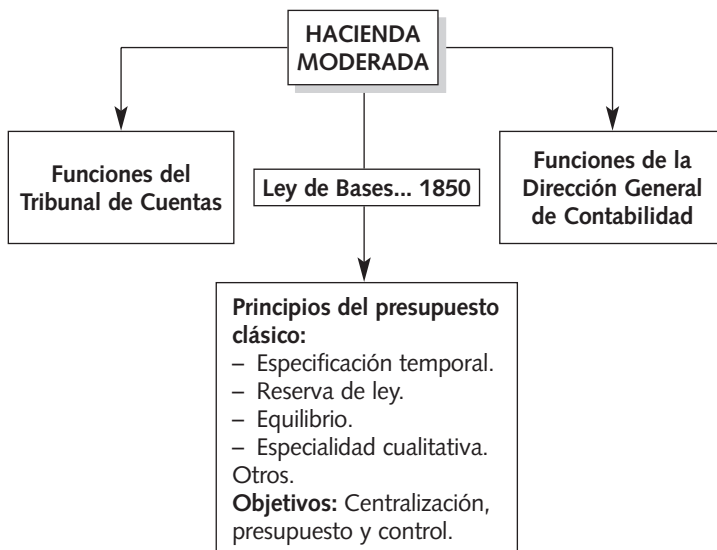 HACIENDA
MODERADA
Funciones del
Tribunal de Cuentas
Ley de Bases... 1850
Funciones de la
Dirección General
de Contabilidad
Principios del presupuesto
clásico:
– Especificación temporal.
– Reserva de ley.
– Equilibrio.
– Especialidad cualitativa.
Otros.
Objetivos: Centralización,
presupuesto y control.